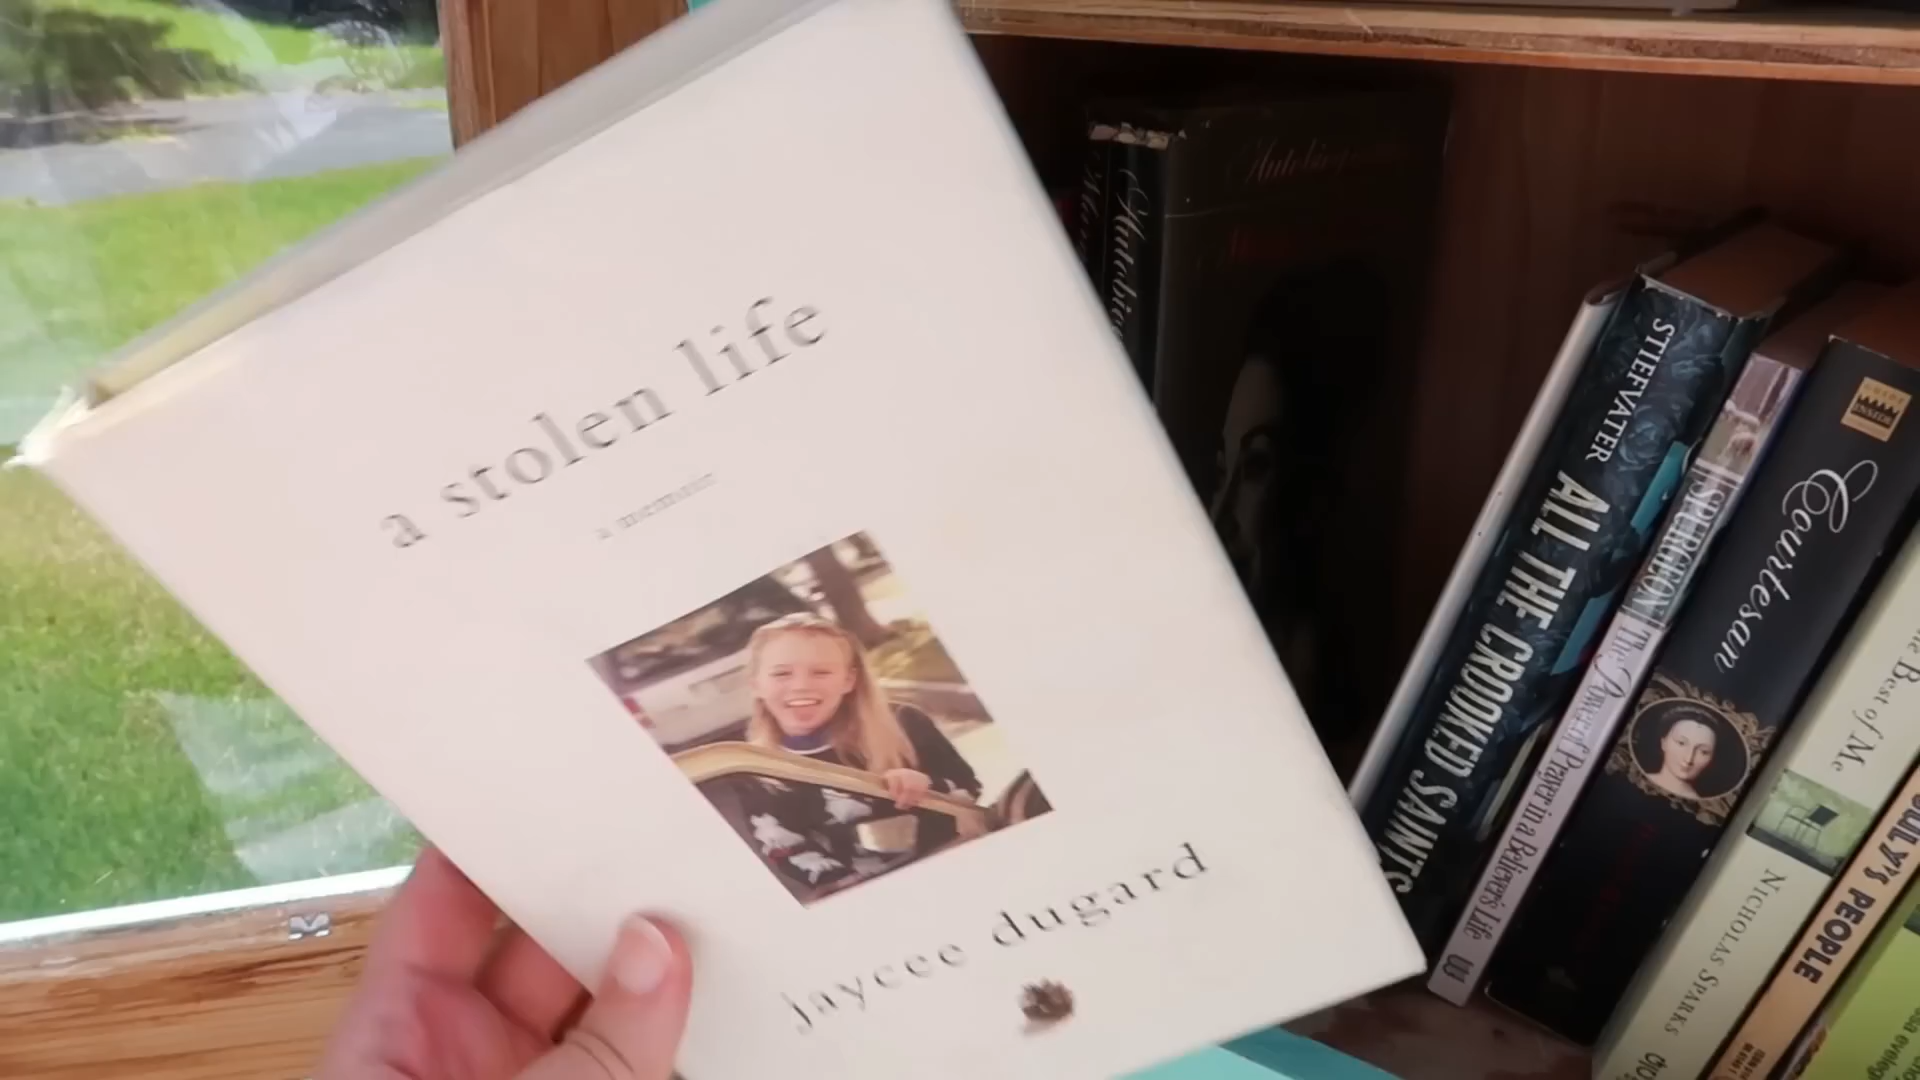 a stolen life
a memoir
jaycee dugard
STIEFVATER ALL THE CROOKED SAINTS
SPURGEON The Power of Prayer in a Believer's Life
Courtesan
Best of Me
NICHOLAS SPARKS
PEOPLE